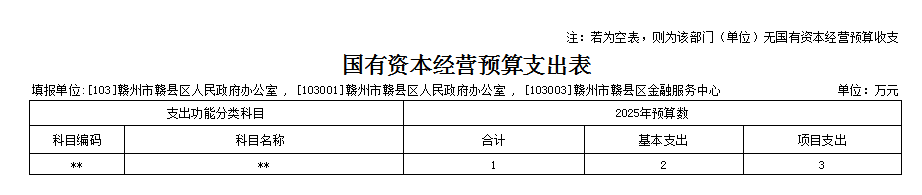 注：若为空表，则为该部门（单位）无国有资本经营预算收支
国有资本经营预算支出表
填报单位:[103]赣州市赣县区人民政府办公室 , [103001]赣州市赣县区人民政府办公室 , [103003]赣州市赣县区金融服务中心 单位：万元
支出功能分类科目 2025年预算数
科目编码 科目名称 合计 基本支出 项目支出
** ** 1 2 3